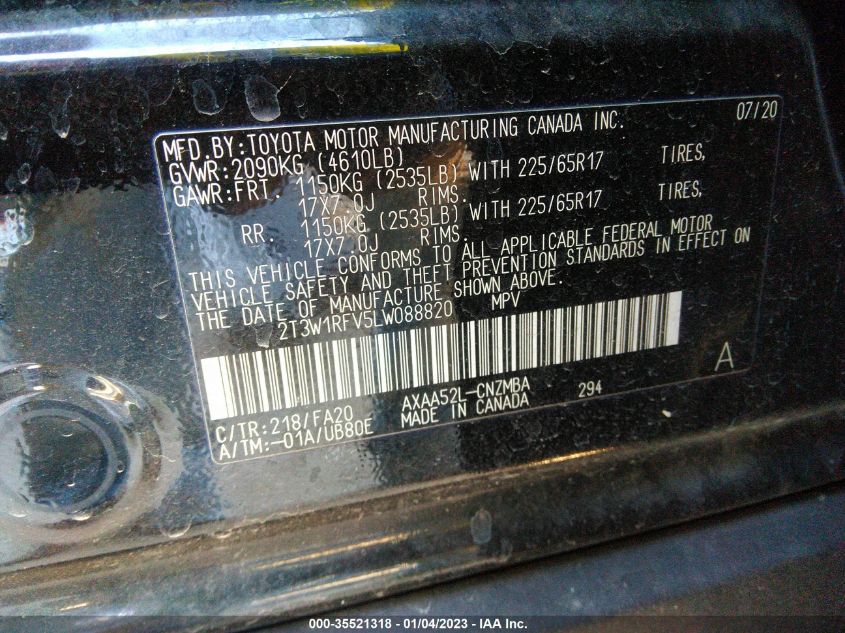 07/20
MFD.BY:TOYOTA MOTOR MANUFACTURING CANADA INC.
GVWR:2090KG (4610LB)
GAWR:FRT. 1150KG (2535LB) WITH 225/65R17 TIRES,
17X7.0J RIMS.
RR. 1150KG (2535LB) WITH 225/65R17 TIRES,
17X7.0J RIMS.
THIS VEHICLE CONFORMS TO ALL APPLICABLE FEDERAL MOTOR
VEHICLE SAFETY AND THEFT PREVENTION STANDARDS IN EFFECT ON
THE DATE OF MANUFACTURE SHOWN ABOVE.
2T3W1RFV5LW088820 MPV
A
C/TR:218/FA20 AXAA52L-CNZMBA 294
A/TM:-01A/UB80E MADE IN CANADA
000-35521318 - 01/04/2023 - IAA Inc.